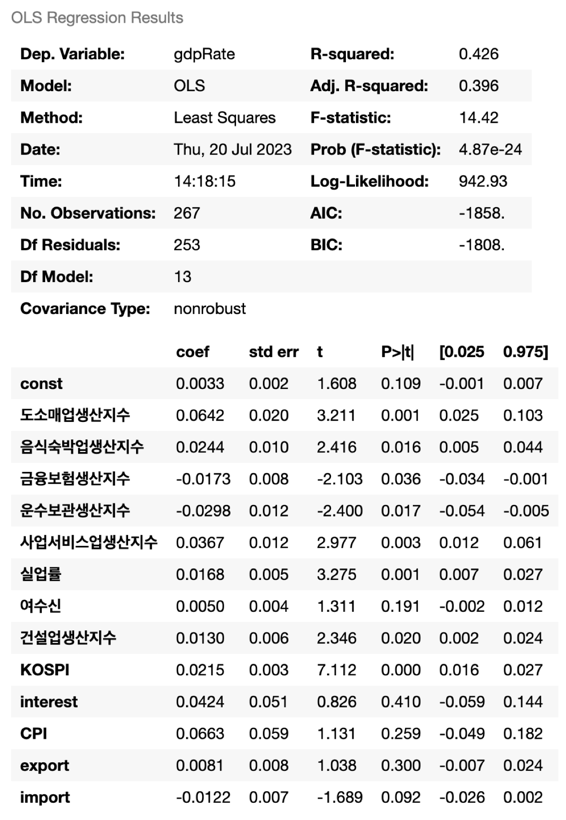 OLS Regression Results
Dep. Variable: gdpRate R-squared: 0.426
Model: OLS Adj. R-squared: 0.396
Method: Least Squares F-statistic: 14.42
Date: Thu, 20 Jul 2023 Prob (F-statistic): 4.87e-24
Time: 14:18:15 Log-Likelihood: 942.93
No. Observations: 267 AIC: -1858.
Df Residuals: 253 BIC: -1808.
Df Model: 13
Covariance Type: nonrobust
coef std err t P>|t| [0.025 0.975]
const 0.0033 0.002 1.608 0.109 -0.001 0.007
도소매업생산지수 0.0642 0.020 3.211 0.001 0.025 0.103
음식숙박업생산지수 0.0244 0.010 2.416 0.016 0.005 0.044
금융보험생산지수 -0.0173 0.008 -2.103 0.036 -0.034 -0.001
운수보관생산지수 -0.0298 0.012 -2.400 0.017 -0.054 -0.005
사업서비스업생산지수 0.0367 0.012 2.977 0.003 0.012 0.061
실업률 0.0168 0.005 3.275 0.001 0.007 0.027
여수신 0.0050 0.004 1.311 0.191 -0.002 0.012
건설업생산지수 0.0130 0.006 2.346 0.020 0.002 0.024
KOSPI 0.0215 0.003 7.112 0.000 0.016 0.027
interest 0.0424 0.051 0.826 0.410 -0.059 0.144
CPI 0.0663 0.059 1.131 0.259 -0.049 0.182
export 0.0081 0.008 1.038 0.300 -0.007 0.024
import -0.0122 0.007 -1.689 0.092 -0.026 0.002